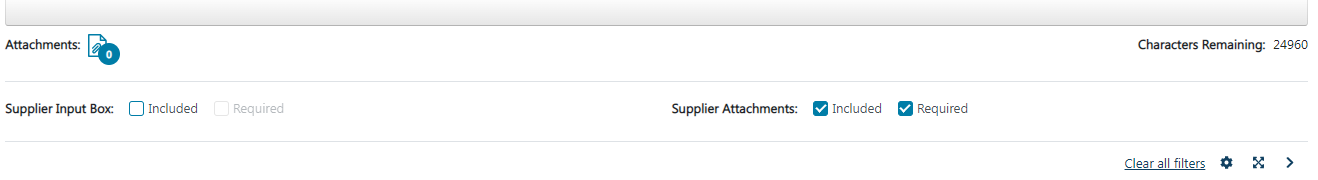 Attachments: 0 Characters Remaining: 24960
Supplier Input Box: Included Required Supplier Attachments: Included Required
Clear all filters